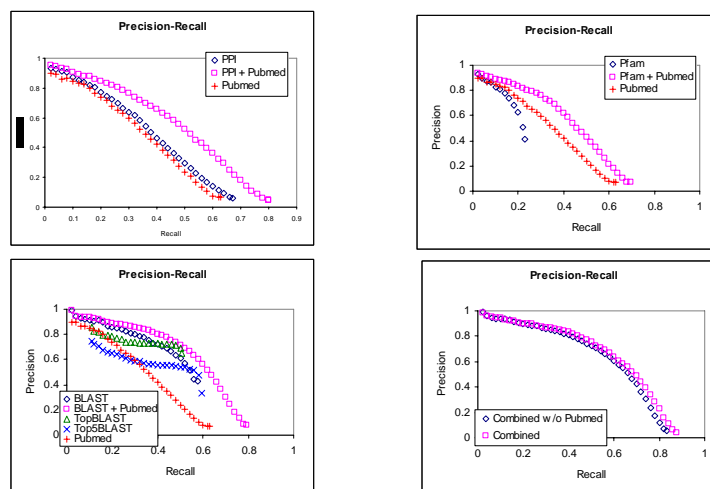 Precision-Recall
1
0.8
0.6
0.4
0.2
0
0
0.1
0.2
0.3
0.4
0.5
0.6
0.7
0.8
0.9
Recall
PPI
PPI + Pubmed
Pubmed
Precision-Recall
Precision
1
0.8
0.6
0.4
0.2
0
0
0.2
0.4
0.6
0.8
1
Recall
Pfam
Pfam + Pubmed
Pubmed
Precision-Recall
Precision
1
0.8
0.6
0.4
0.2
0
0
0.2
0.4
0.6
0.8
1
Recall
BLAST
BLAST + Pubmed
TopBLAST
Top5BLAST
Pubmed
Precision-Recall
Precision
1
0.8
0.6
0.4
0.2
0
0
0.2
0.4
0.6
0.8
1
Recall
Combined w/o Pubmed
Combined